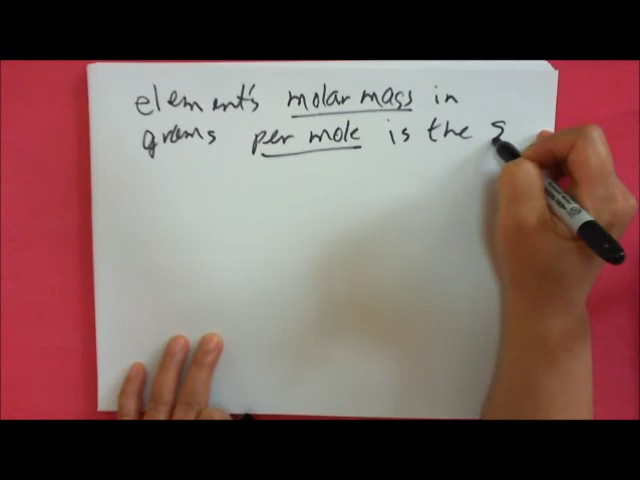 element's molar mass in
grams per mole is the s